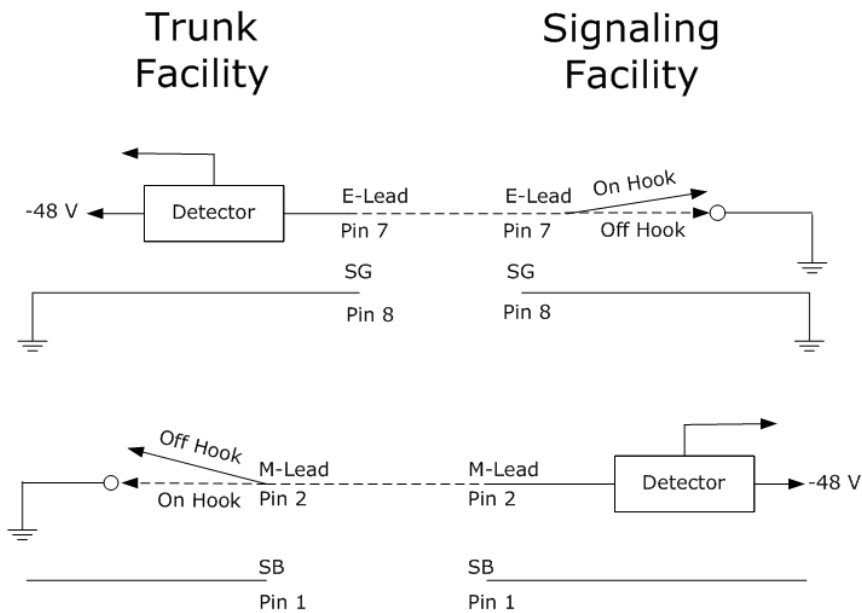 Trunk
Facility
Signaling
Facility
-48 V
Detector
E-Lead
Pin 7
E-Lead
Pin 7
On Hook
Off Hook
SG
Pin 8
SG
Pin 8
Off Hook
On Hook
M-Lead
Pin 2
M-Lead
Pin 2
Detector
-48 V
SB
Pin 1
SB
Pin 1